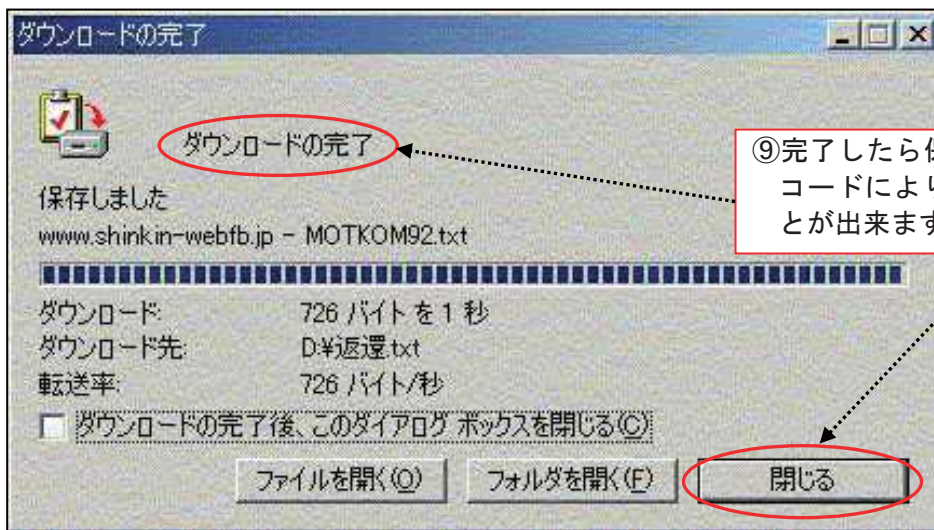 ダウンロードの完了
ダウンロードの完了
⑨完了したら
コードによ
とが出来ます
保存しました
www.shinkin-webfb.jp - MOTKOM92.txt
ダウンロード: 726 バイト を 1 秒
ダウンロード先: D:¥返還.txt
転送率: 726 バイト/秒
ダウンロードの完了後、このダイアログ ボックスを閉じる(C)
ファイルを開く(O) フォルダを開く(F) 閉じる